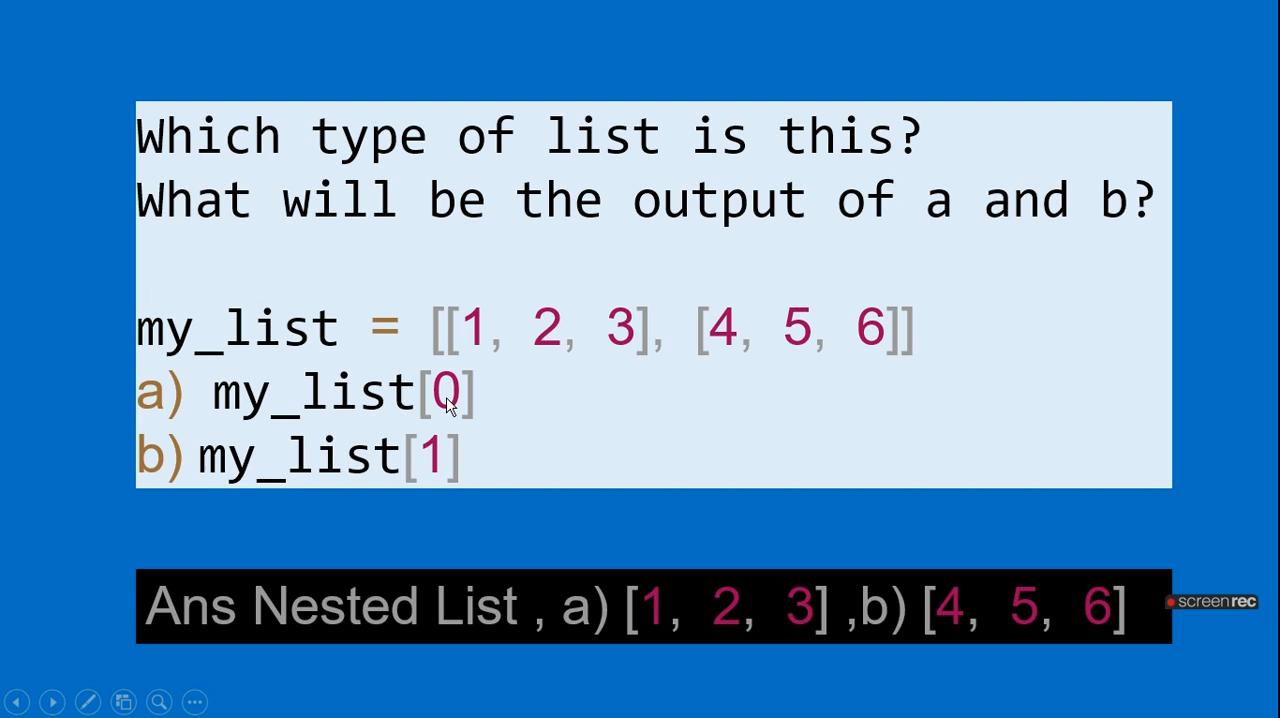 Which type of list is this?
What will be the output of a and b?
my_list = [[1, 2, 3], [4, 5, 6]]
a) my_list[0]
b) my_list[1]
Ans Nested List , a) [1, 2, 3] ,b) [4, 5, 6]
screenrec